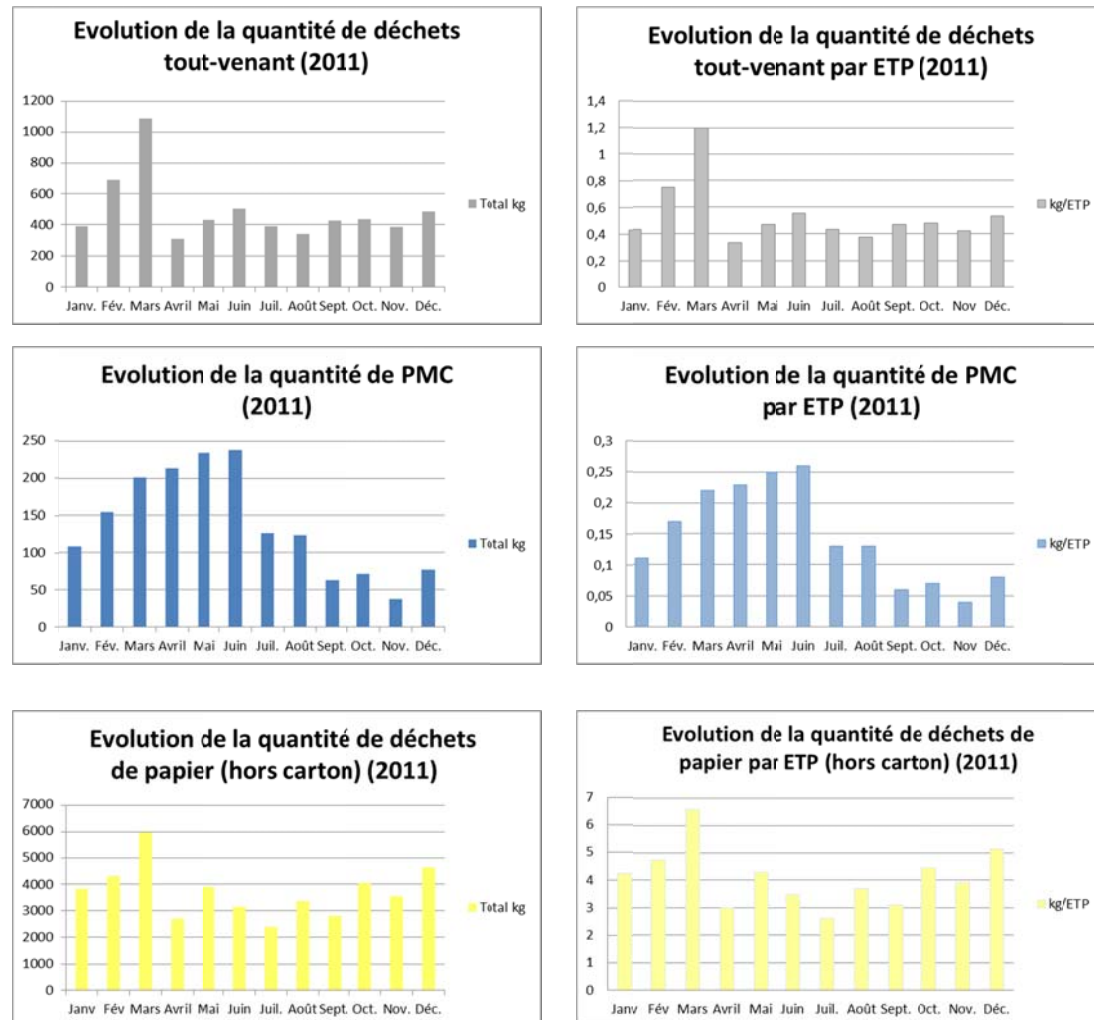 Evolution de la quantité de déchets
tout-venant (2011)
1200
1000
800
600
400
200
0
Janv. Fév. Mars Avril Mai Juin Juil. Août Sept. Oct. Nov. Déc.
Total kg
Evolution de la quantité de déchets
tout-venant par ETP (2011)
1,4
1,2
1
0,8
0,6
0,4
0,2
0
Janv. Fév. Mars Avril Mai Juin Juil. Août Sept. Oct. Nov Déc.
kg/ETP
Evolution de la quantité de PMC
(2011)
250
200
150
100
50
0
Janv. Fév. Mars Avril Mai Juin Juil. Août Sept. Oct. Nov. Déc.
Total kg
Evolution de la quantité de PMC
par ETP (2011)
0,3
0,25
0,2
0,15
0,1
0,05
0
Janv. Fév. Mars Avril Mai Juin Juil. Août Sept. Oct. Nov Déc.
kg/ETP
Evolution de la quantité de déchets
de papier (hors carton) (2011)
7000
6000
5000
4000
3000
2000
1000
0
Janv Fév Mars Avril Mai Juin Juil. Août Sept. Oct. Nov. Déc.
Total kg
Evolution de la quantité de déchets de
papier par ETP (hors carton) (2011)
7
6
5
4
3
2
1
0
Janv Fév Mars Avril Mai Juin Juil. Août Sept. Oct. Nov. Déc.
kg/ETP